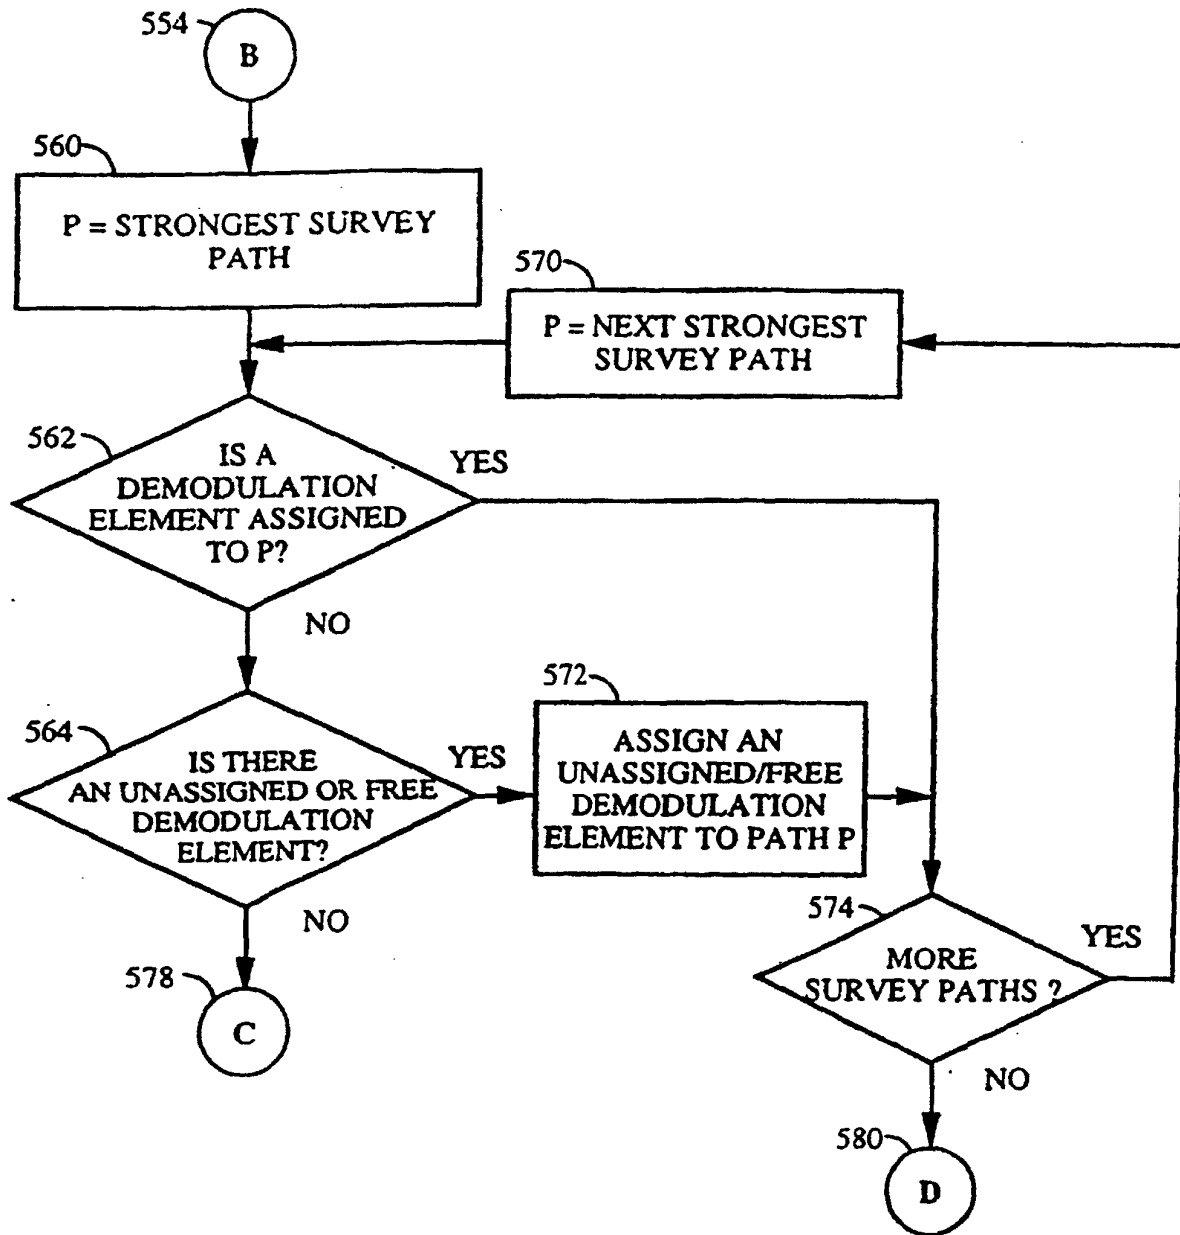 554
B
560
P = STRONGEST SURVEY
PATH
570
P = NEXT STRONGEST
SURVEY PATH
562
IS A
DEMODULATION
ELEMENT ASSIGNED
TO P?
YES
NO
564
IS THERE
AN UNASSIGNED OR FREE
DEMODULATION
ELEMENT?
YES
572
ASSIGN AN
UNASSIGNED/FREE
DEMODULATION
ELEMENT TO PATH P
NO
574
MORE
SURVEY PATHS ?
YES
578
C
NO
580
D